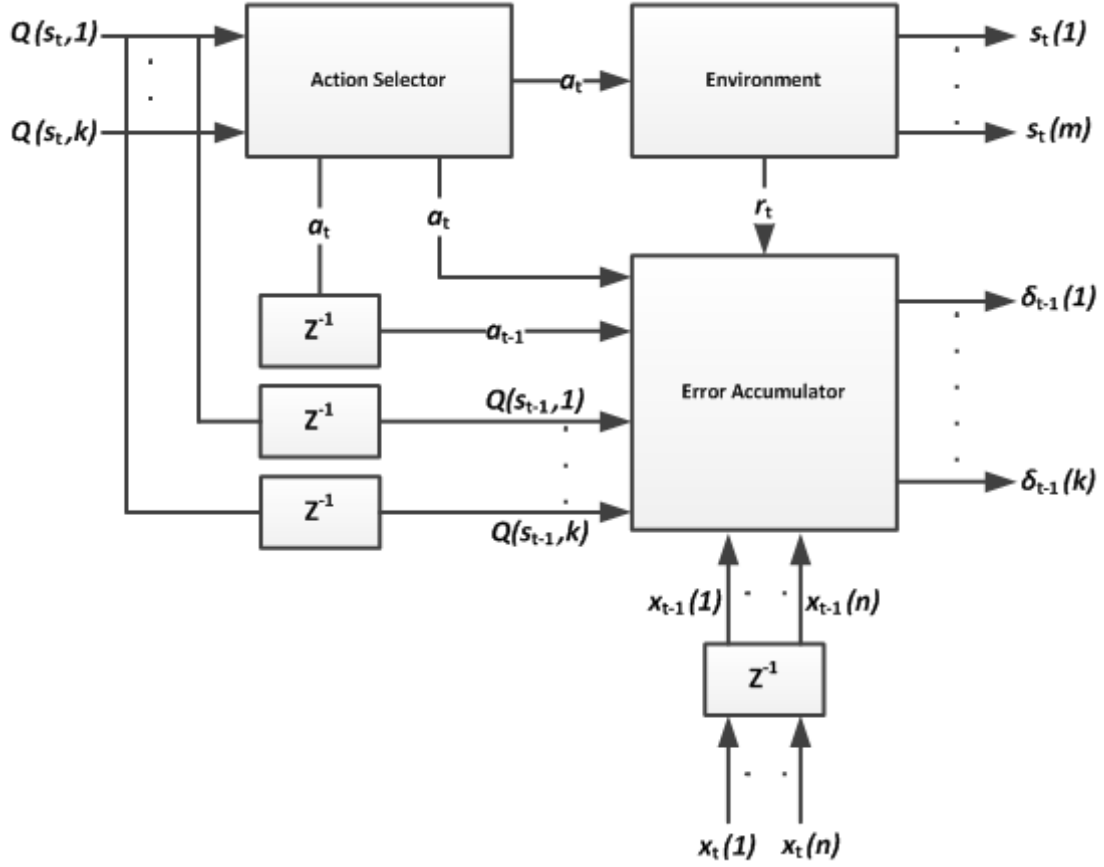 Q(sₜ,1)
Action Selector
aₜ
Environment
sₜ(1)
Q(sₜ,k)
sₜ(m)
aₜ
aₜ
rₜ
Z⁻¹
aₜ₋₁
Error Accumulator
δₜ₋₁(1)
Z⁻¹
Q(sₜ₋₁,1)
Z⁻¹
Q(sₜ₋₁,k)
δₜ₋₁(k)
xₜ₋₁(1)
xₜ₋₁(n)
Z⁻¹
xₜ(1)
xₜ(n)